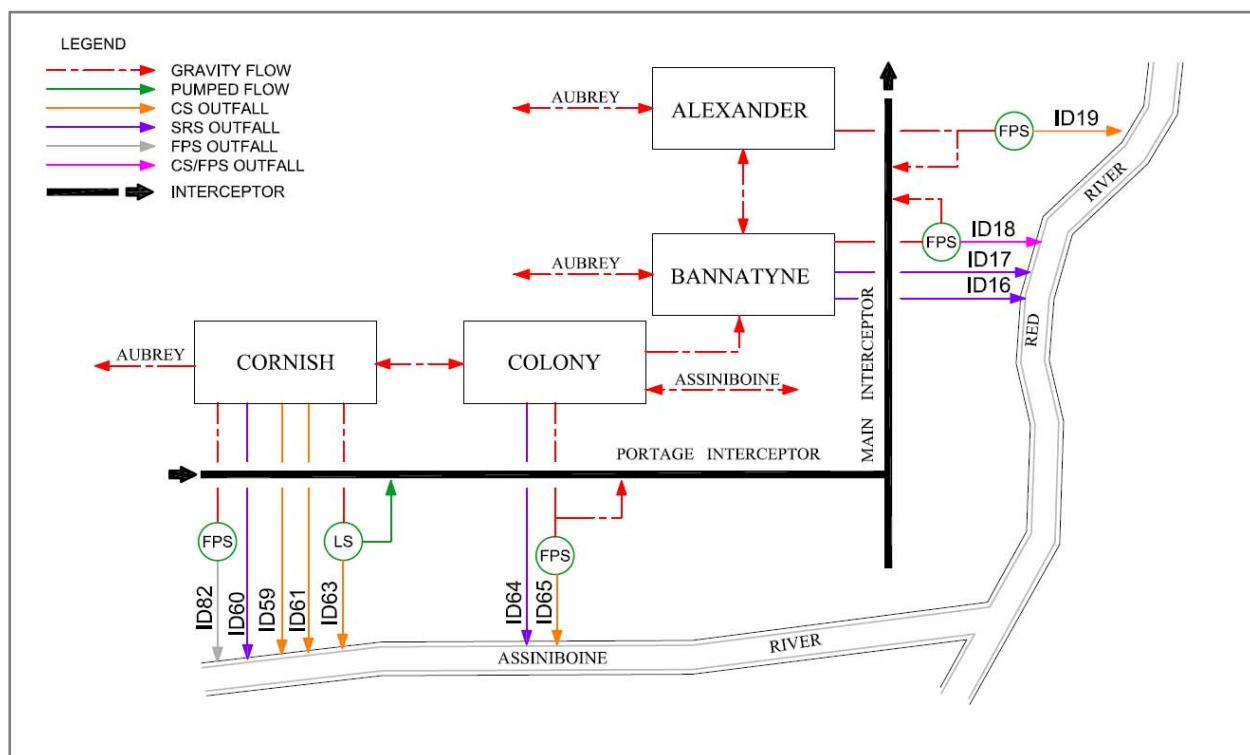 LEGEND
GRAVITY FLOW
PUMPED FLOW
CS OUTFALL
SRS OUTFALL
FPS OUTFALL
CS/FPS OUTFALL
INTERCEPTOR
AUBREY
ALEXANDER
FPS
ID19
RIVER
AUBREY
BANNATYNE
FPS
ID18
ID17
ID16
RED
MAIN INTERCEPTOR
AUBREY
CORNISH
COLONY
ASSINIBOINE
PORTAGE INTERCEPTOR
FPS
LS
FPS
ID82
ID60
ID59
ID61
ID63
ID64
ID65
ASSINIBOINE
RIVER